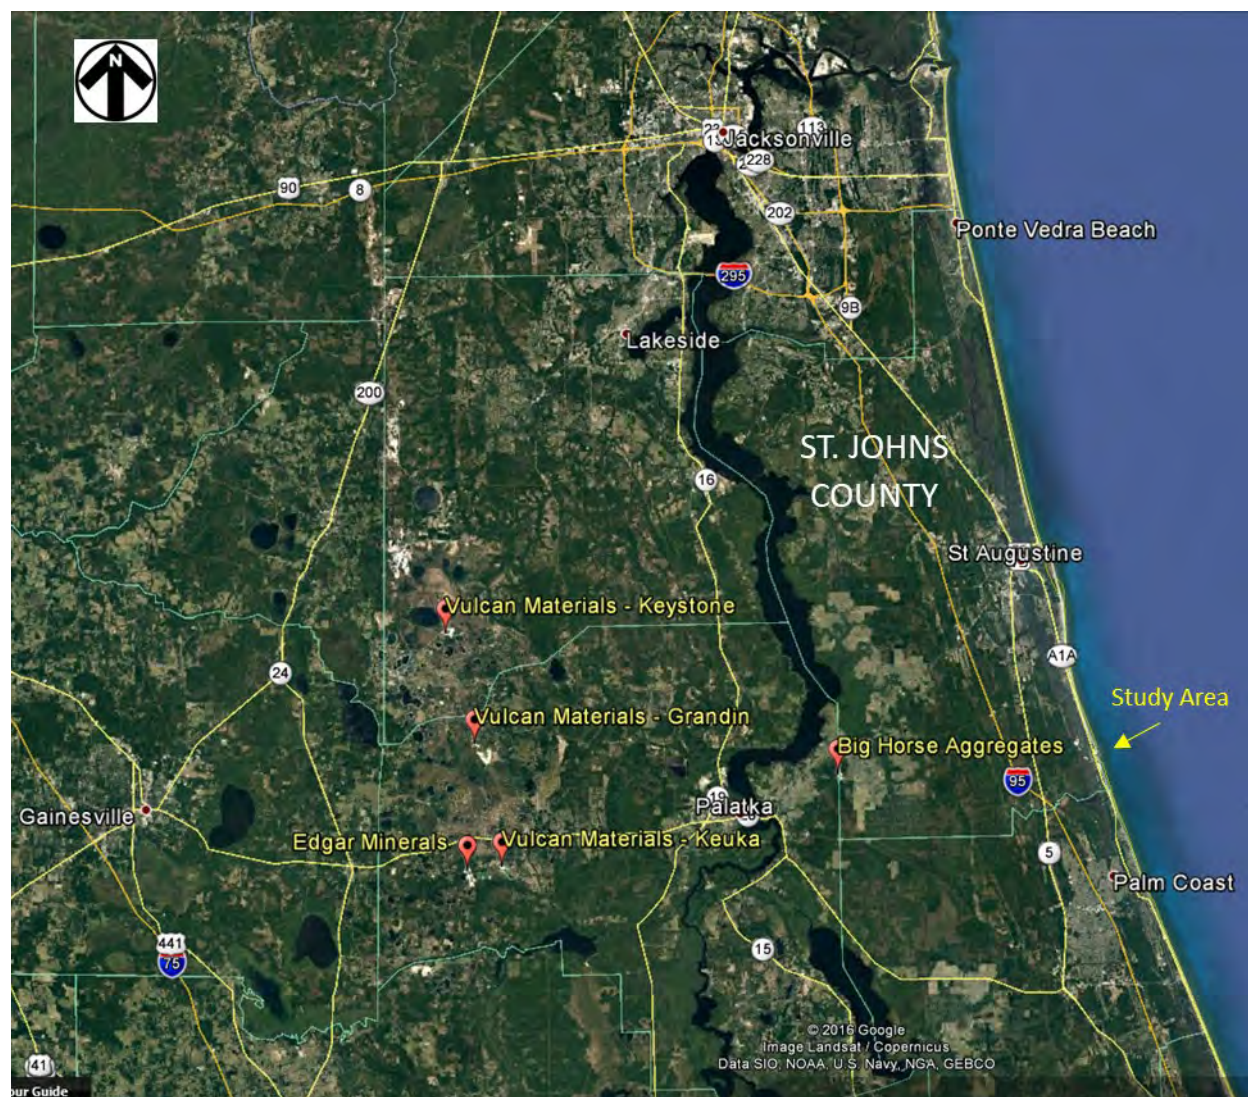 N
Jacksonville
113
228
90
8
202
Ponte Vedra Beach
295
9B
Lakeside
200
ST. JOHNS
COUNTY
16
St Augustine
Vulcan Materials - Keystone
A1A
24
Study Area
Vulcan Materials - Grandin
Big Horse Aggregates
95
19
Palatka
Gainesville
Edgar Minerals
Vulcan Materials - Keuka
5
Palm Coast
441
75
15
© 2016 Google
Image Landsat / Copernicus
Data SIO, NOAA, U.S. Navy, NGA, GEBCO
41
our Guide